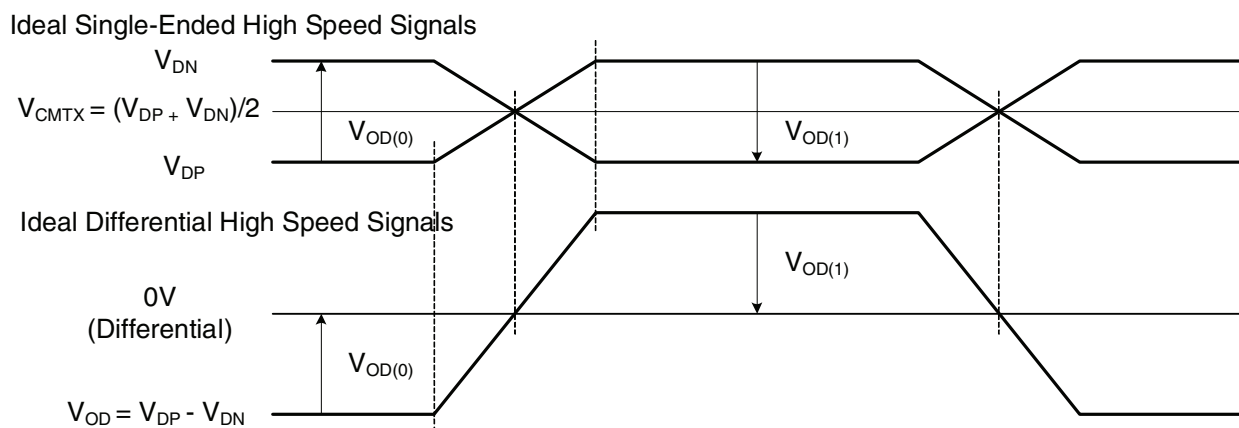 Ideal Single-Ended High Speed Signals
V_DN
V_CMTX = (V_DP + V_DN)/2
V_OD(0)
V_OD(1)
V_DP
Ideal Differential High Speed Signals
V_OD(1)
0V
(Differential)
V_OD(0)
V_OD = V_DP - V_DN